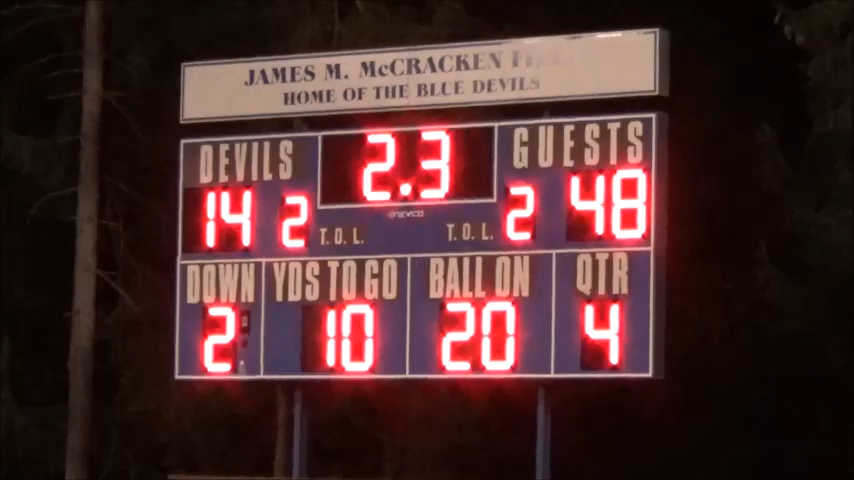 JAMES M. McCRACKEN
HOME OF THE BLUE DEVILS
DEVILS 2.3 GUESTS
14 2 T.O.L. NEVCO T.O.L. 2 48
DOWN YDS TO GO BALL ON QTR
2 10 20 4